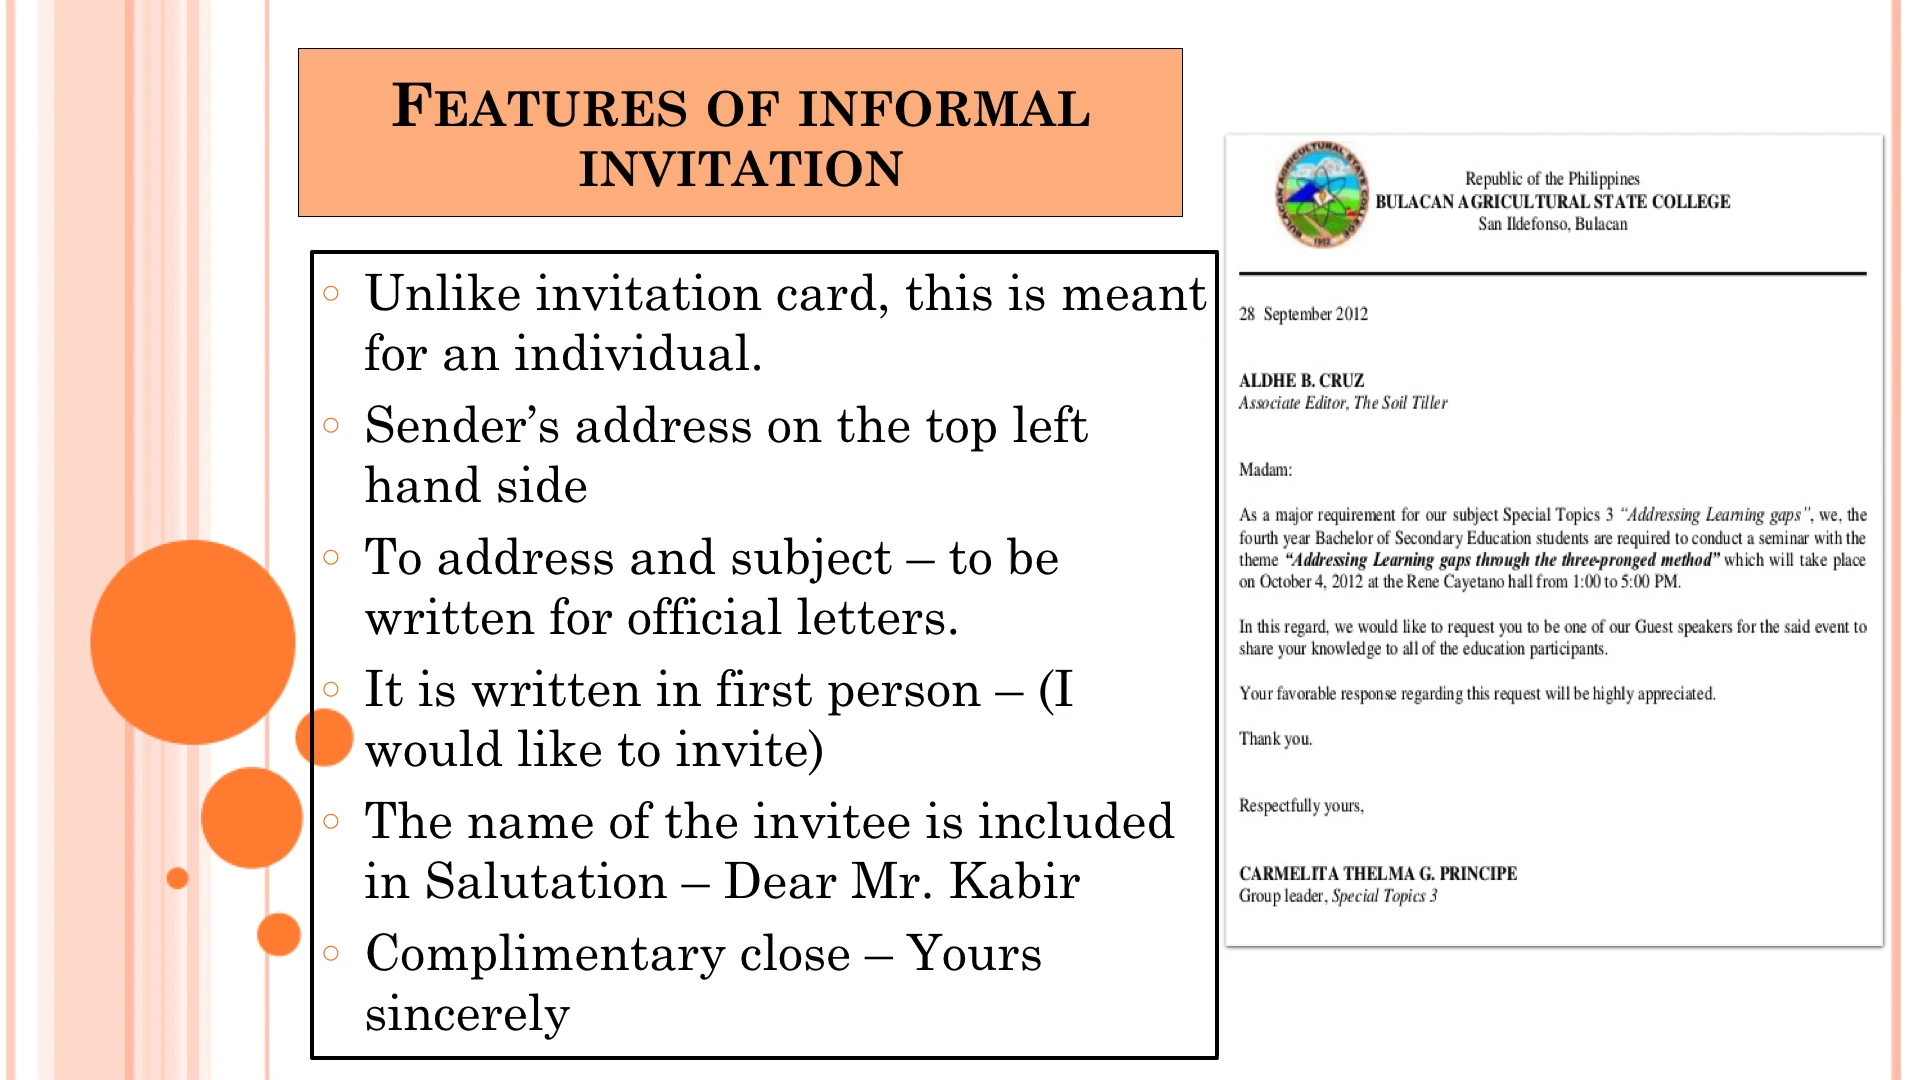 FEATURES OF INFORMAL
INVITATION
Unlike invitation card, this is meant
for an individual.
Sender’s address on the top left
hand side
To address and subject – to be
written for official letters.
It is written in first person – (I
would like to invite)
The name of the invitee is included
in Salutation – Dear Mr. Kabir
Complimentary close – Yours
sincerely
BULACAN AGRICULTURAL STATE COLLEGE
1952
Republic of the Philippines
BULACAN AGRICULTURAL STATE COLLEGE
San Ildefonso, Bulacan
28 September 2012
ALDHE B. CRUZ
Associate Editor, The Soil Tiller
Madam:
As a major requirement for our subject Special Topics 3 “Addressing Learning gaps”, we, the
fourth year Bachelor of Secondary Education students are required to conduct a seminar with the
theme “Addressing Learning gaps through the three-pronged method” which will take place
on October 4, 2012 at the Rene Cayetano hall from 1:00 to 5:00 PM.
In this regard, we would like to request you to be one of our Guest speakers for the said event to
share your knowledge to all of the education participants.
Your favorable response regarding this request will be highly appreciated.
Thank you.
Respectfully yours,
CARMELITA THELMA G. PRINCIPE
Group leader, Special Topics 3